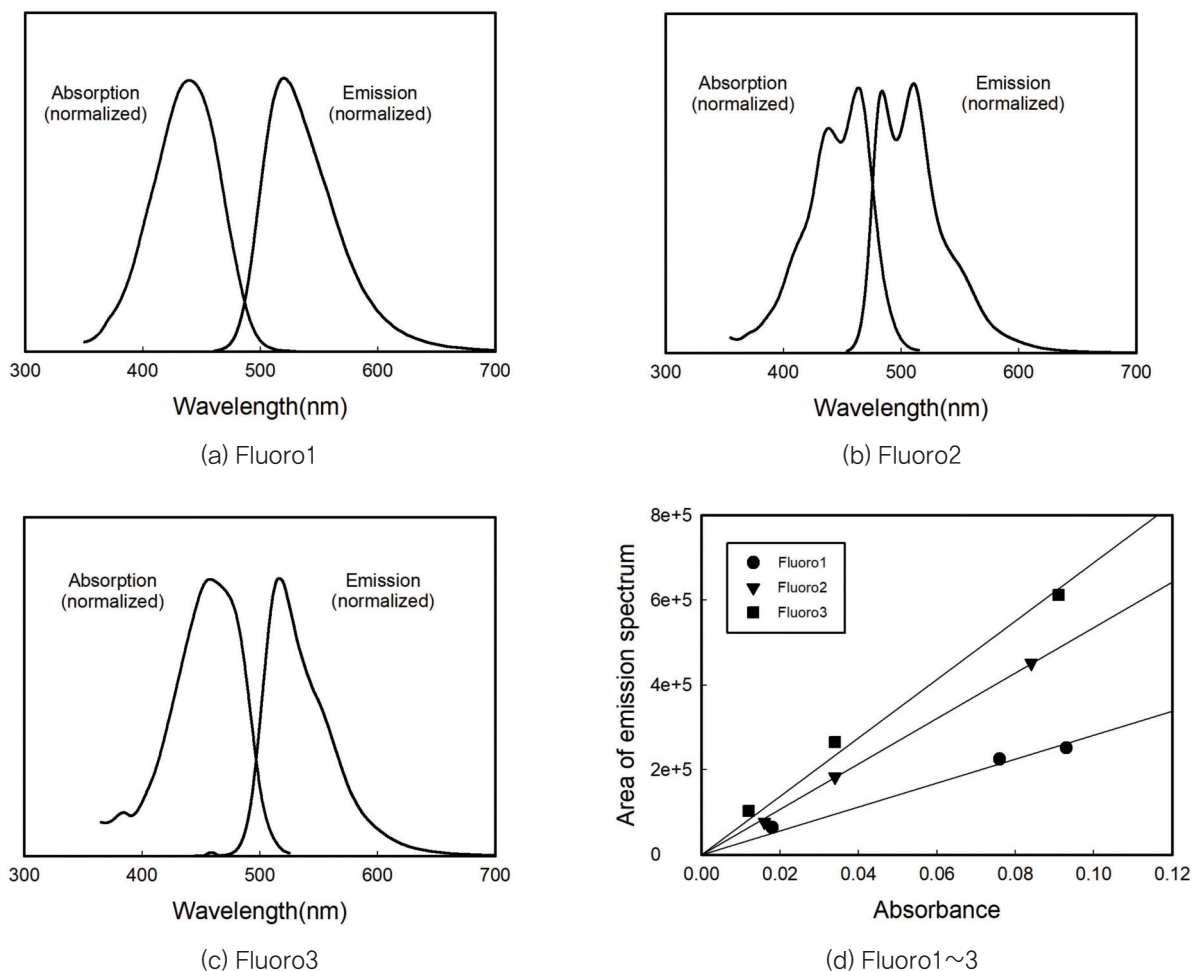 Absorption
(normalized)
Emission
(normalized)
300 400 500 600 700
Wavelength(nm)
(a) Fluoro1
Absorption
(normalized)
Emission
(normalized)
300 400 500 600 700
Wavelength(nm)
(b) Fluoro2
Absorption
(normalized)
Emission
(normalized)
300 400 500 600 700
Wavelength(nm)
(c) Fluoro3
Area of emission spectrum
8e+5
6e+5
4e+5
2e+5
0
Fluoro1
Fluoro2
Fluoro3
0.00 0.02 0.04 0.06 0.08 0.10 0.12
Absorbance
(d) Fluoro1～3